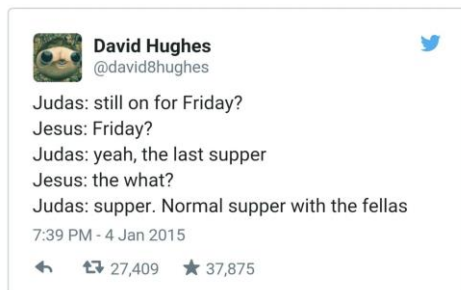 David Hughes
@david8hughes
Judas: still on for Friday?
Jesus: Friday?
Judas: yeah, the last supper
Jesus: the what?
Judas: supper. Normal supper with the fellas
7:39 PM - 4 Jan 2015
27,409 37,875